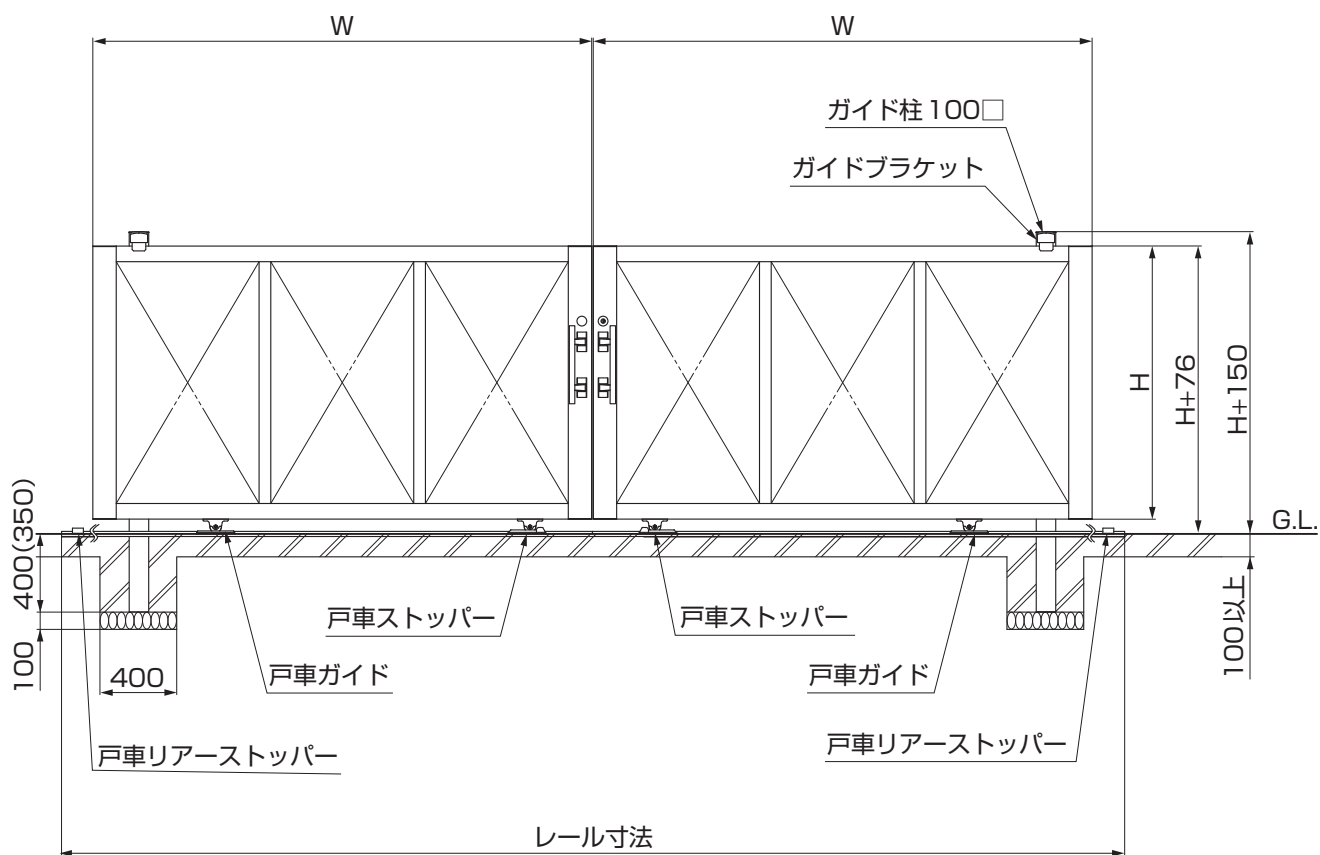 W
W
ガイド柱100□
ガイドブラケット
H
H+76
H+150
G.L.
400(350)
100
400
100以上
戸車ストッパー
戸車ストッパー
戸車ガイド
戸車ガイド
戸車リアーストッパー
戸車リアーストッパー
レール寸法